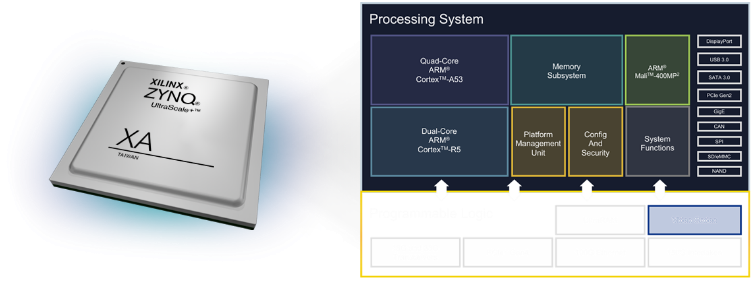 XILINX®
ZYNQ®
UltraScale+™
XA
TAIWAN
Processing System
Quad-Core
ARM®
Cortex™-A53
Memory
Subsystem
ARM®
Mali™-400MP²
Dual-Core
ARM®
Cortex™-R5
Platform
Management
Unit
Config
And
Security
System
Functions
DisplayPort
USB 3.0
SATA 3.0
PCIe Gen2
GigE
CAN
SPI
SD/eMMC
NAND